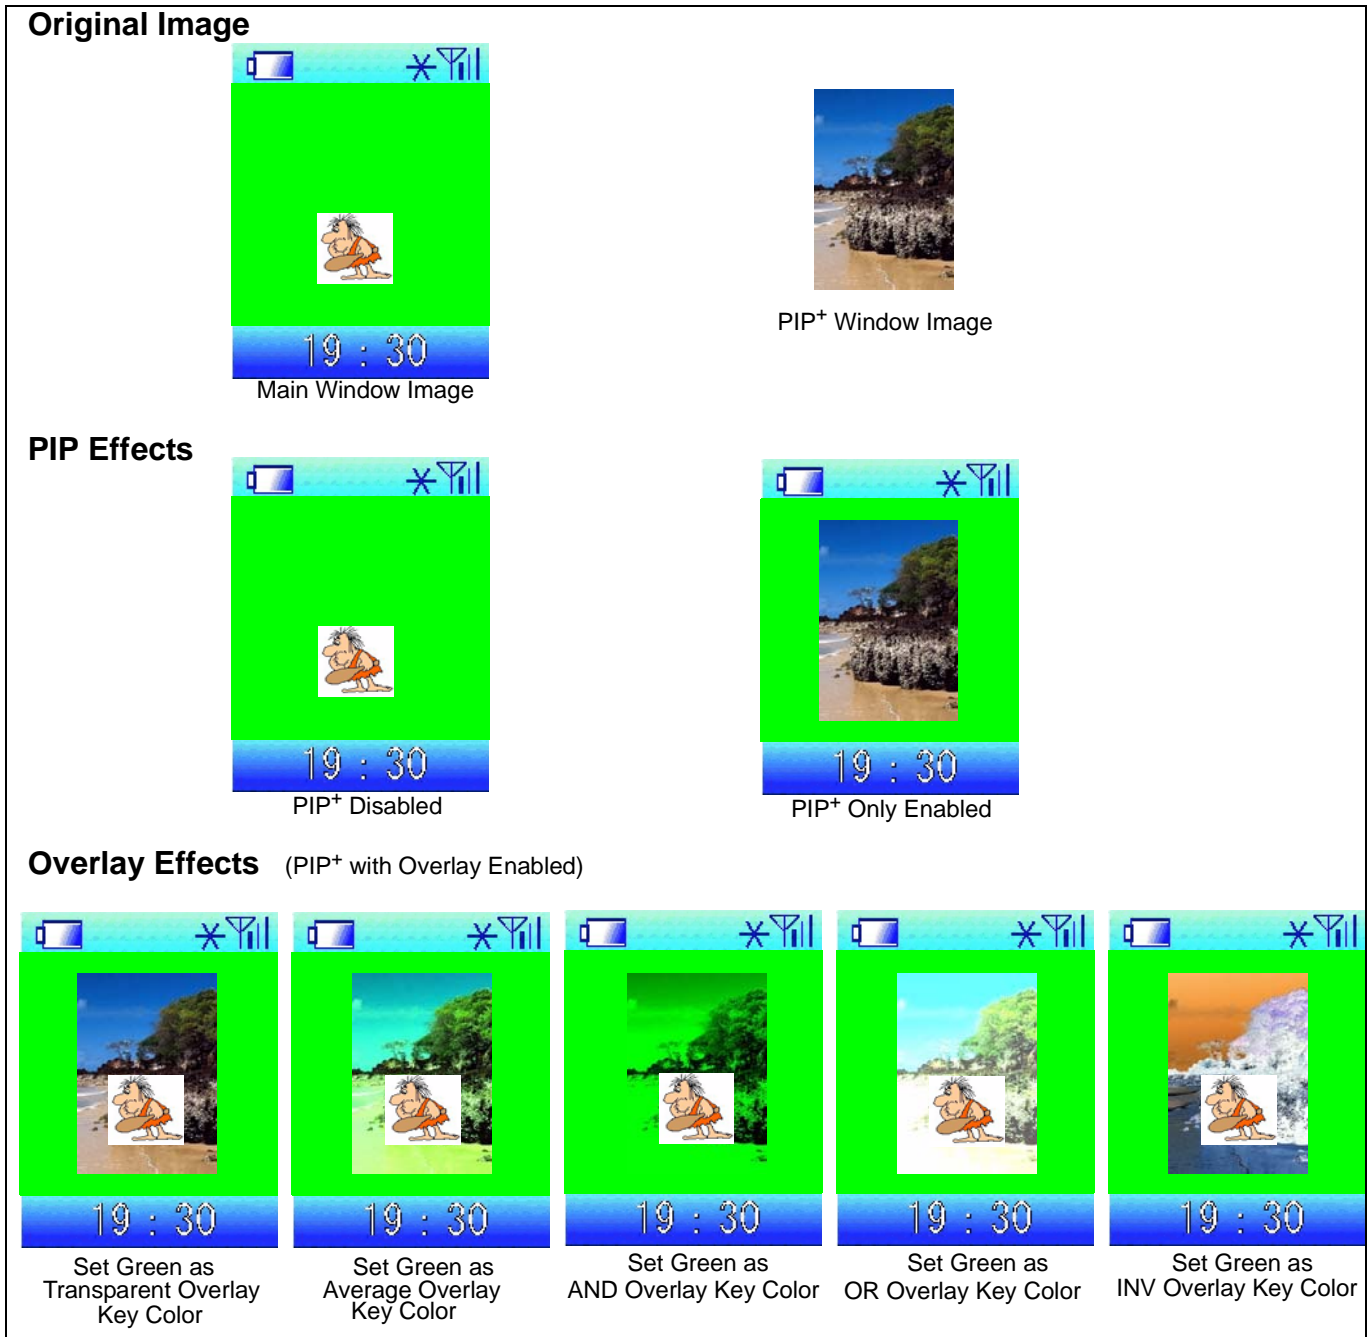 Original Image
19 : 30
Main Window Image
PIP+ Window Image
PIP Effects
19 : 30
PIP+ Disabled
19 : 30
PIP+ Only Enabled
Overlay Effects (PIP+ with Overlay Enabled)
19 : 30
19 : 30
19 : 30
19 : 30
19 : 30
Set Green as
Transparent Overlay
Key Color
Set Green as
Average Overlay
Key Color
Set Green as
AND Overlay Key Color
Set Green as
OR Overlay Key Color
Set Green as
INV Overlay Key Color